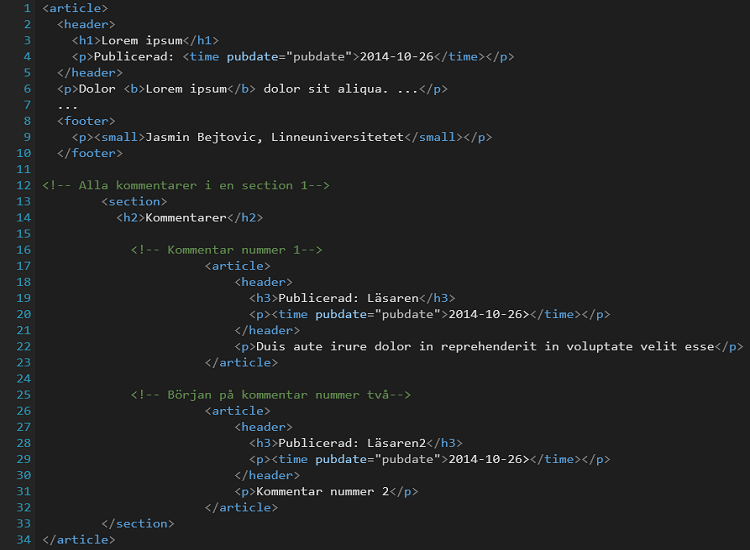 1 <article>
2 <header>
3 <h1>Lorem ipsum</h1>
4 <p>Publicerad: <time pubdate="pubdate">2014-10-26</time></p>
5 </header>
6 <p>Dolor <b>Lorem ipsum</b> dolor sit aliqua. ...</p>
7 ...
8 <footer>
9 <p><small>Jasmin Bejtovic, Linneuniversitetet</small></p>
10 </footer>
11
12 <!-- Alla kommentarer i en section 1-->
13 <section>
14 <h2>Kommentarer</h2>
15
16 <!-- Kommentar nummer 1-->
17 <article>
18 <header>
19 <h3>Publicerad: Läsaren</h3>
20 <p><time pubdate="pubdate">2014-10-26></time></p>
21 </header>
22 <p>Duis aute irure dolor in reprehenderit in voluptate velit esse</p>
23 </article>
24
25 <!-- Början på kommentar nummer två-->
26 <article>
27 <header>
28 <h3>Publicerad: Läsaren2</h3>
29 <p><time pubdate="pubdate">2014-10-26></time></p>
30 </header>
31 <p>Kommentar nummer 2</p>
32 </article>
33 </section>
34 </article>